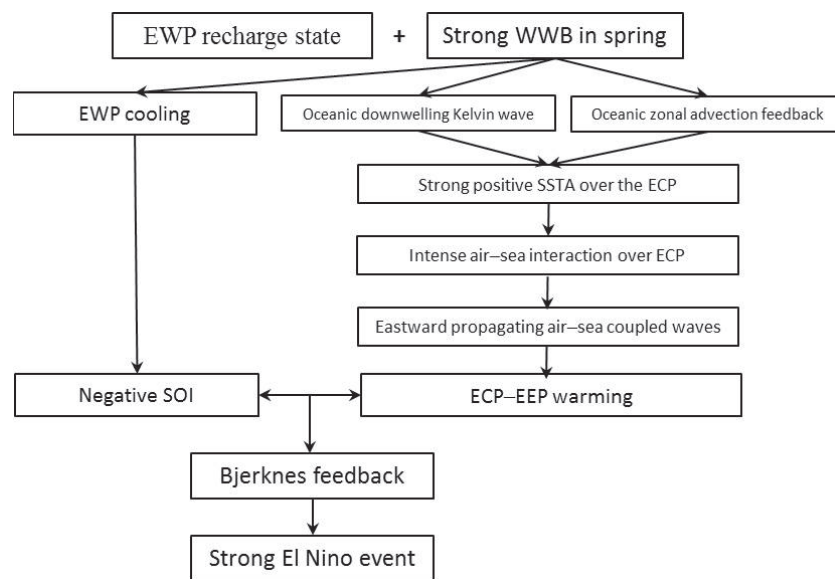 EWP recharge state + Strong WWB in spring
EWP cooling
Oceanic downwelling Kelvin wave
Oceanic zonal advection feedback
Strong positive SSTA over the ECP
Intense air–sea interaction over ECP
Eastward propagating air–sea coupled waves
Negative SOI
ECP–EEP warming
Bjerknes feedback
Strong El Nino event